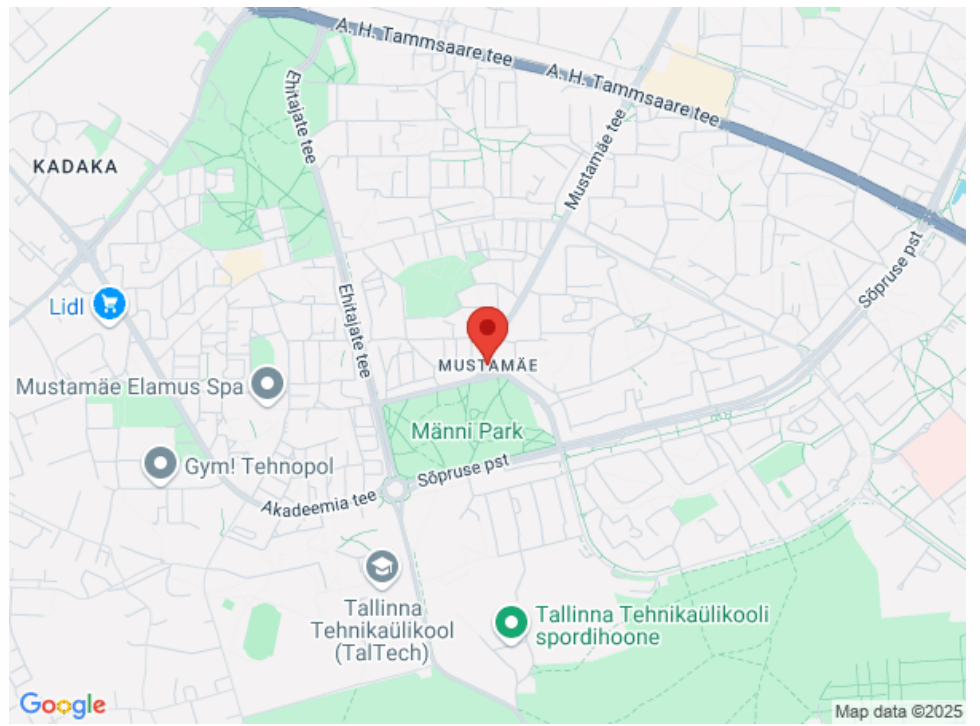 A. H. Tammsaare tee
A. H. Tammsaare tee
Ehitajate tee
Mustamäe tee
KADAKA
Sõpruse pst
Lidl
Ehitajate tee
MUSTAMÄE
Mustamäe Elamus Spa
Männi Park
Gym! Tehnopol
Sõpruse pst
Akadeemia tee
Tallinna
Tehnikaülikool
(TalTech)
Tallinna Tehnikaülikooli
spordihoone
Google
Map data ©2025